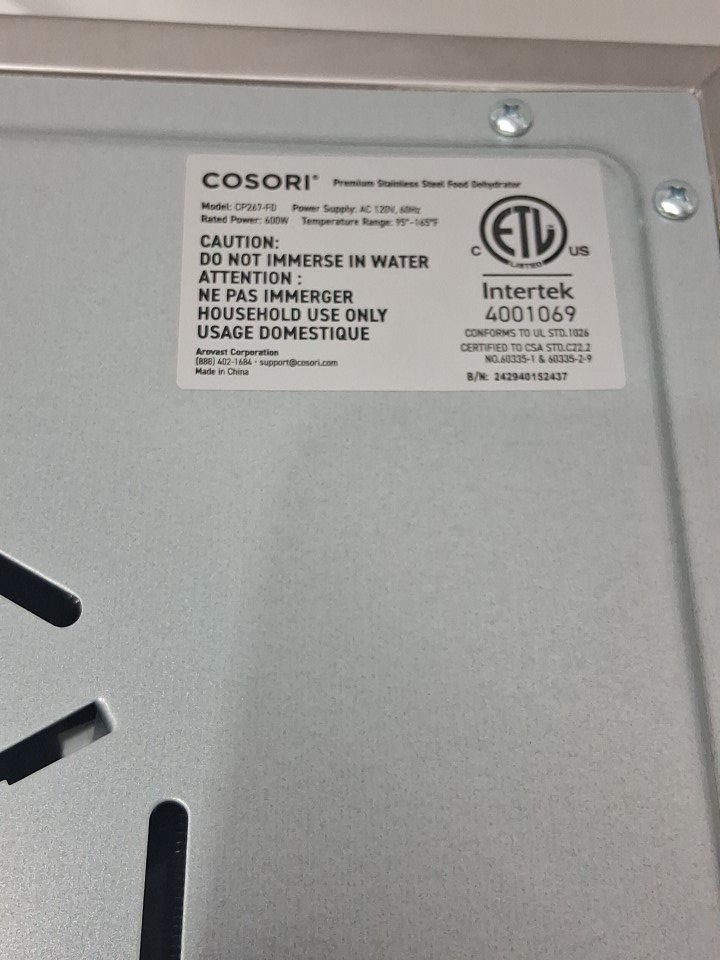 COSORI® Premium Stainless Steel Food Dehydrator
Model: CP267-FD Power Supply: AC 120V, 60Hz
Rated Power: 600W Temperature Range: 95°-165°F
CAUTION:
DO NOT IMMERSE IN WATER
ATTENTION :
NE PAS IMMERGER
HOUSEHOLD USE ONLY
USAGE DOMESTIQUE
Arovast Corporation
(888) 402-1684 · support@cosori.com
Made in China
ETL
C US
LISTED
Intertek
4001069
CONFORMS TO UL STD.1026
CERTIFIED TO CSA STD.C22.2
NO.60335-1 & 60335-2-9
B/N: 242940152437